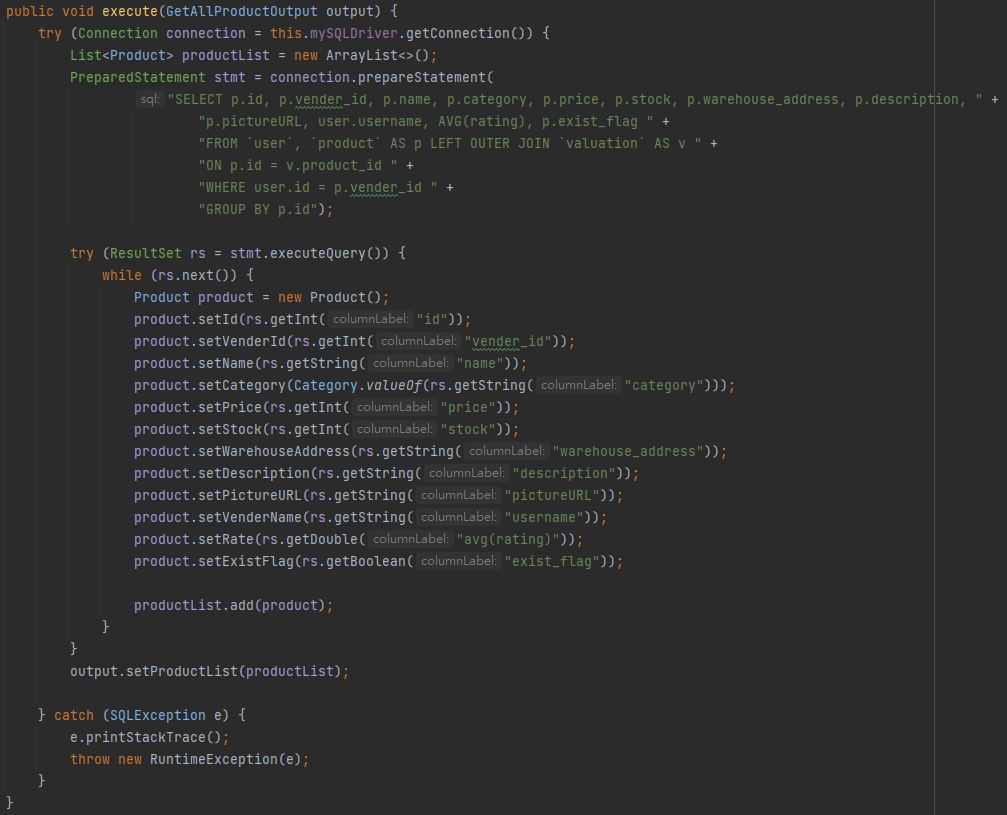 public void execute(GetAllProductOutput output) {
    try (Connection connection = this.mySQLDriver.getConnection()) {
        List<Product> productList = new ArrayList<>();
        PreparedStatement stmt = connection.prepareStatement(
                sql: "SELECT p.id, p.vender_id, p.name, p.category, p.price, p.stock, p.warehouse_address, p.description, " +
                        "p.pictureURL, user.username, AVG(rating), p.exist_flag " +
                        "FROM `user`, `product` AS p LEFT OUTER JOIN `valuation` AS v " +
                        "ON p.id = v.product_id " +
                        "WHERE user.id = p.vender_id " +
                        "GROUP BY p.id");
        try (ResultSet rs = stmt.executeQuery()) {
            while (rs.next()) {
                Product product = new Product();
                product.setId(rs.getInt( columnLabel: "id"));
                product.setVenderId(rs.getInt( columnLabel: "vender_id"));
                product.setName(rs.getString( columnLabel: "name"));
                product.setCategory(Category.valueOf(rs.getString( columnLabel: "category")));
                product.setPrice(rs.getInt( columnLabel: "price"));
                product.setStock(rs.getInt( columnLabel: "stock"));
                product.setWarehouseAddress(rs.getString( columnLabel: "warehouse_address"));
                product.setDescription(rs.getString( columnLabel: "description"));
                product.setPictureURL(rs.getString( columnLabel: "pictureURL"));
                product.setVenderName(rs.getString( columnLabel: "username"));
                product.setRate(rs.getDouble( columnLabel: "avg(rating)"));
                product.setExistFlag(rs.getBoolean( columnLabel: "exist_flag"));
                productList.add(product);
            }
        }
        output.setProductList(productList);
    } catch (SQLException e) {
        e.printStackTrace();
        throw new RuntimeException(e);
    }
}